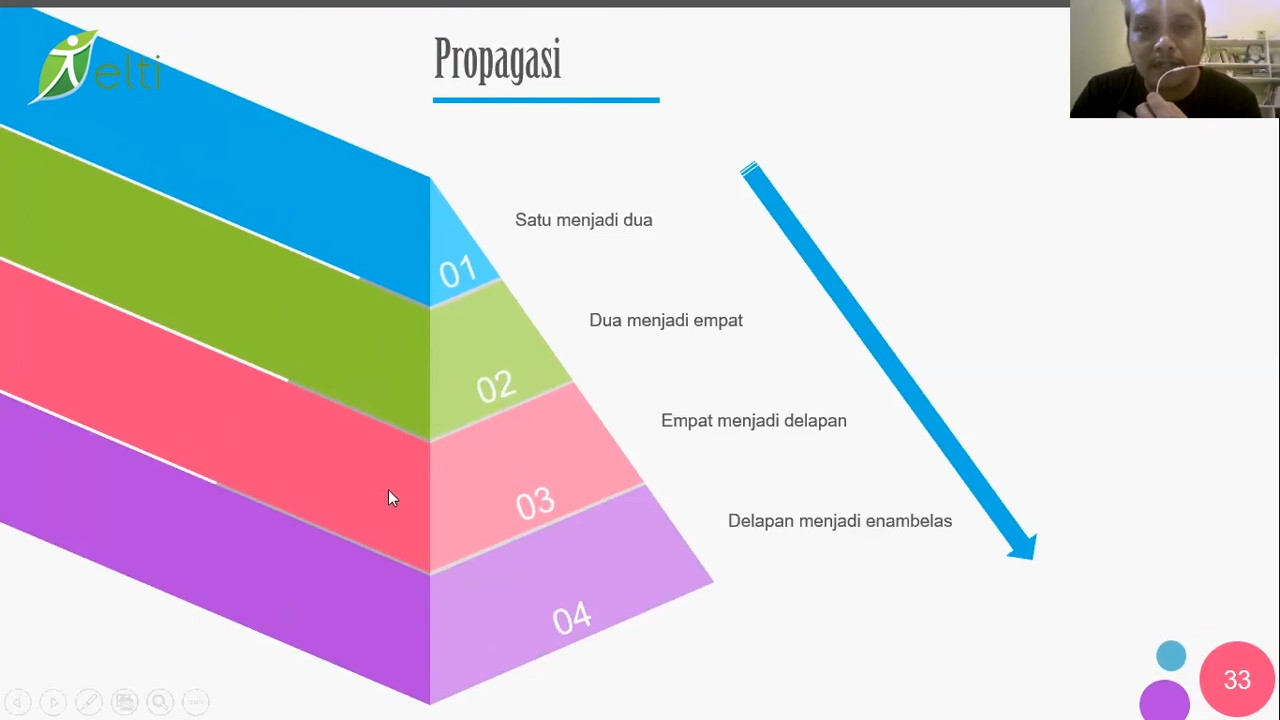 elti
Propagasi
Satu menjadi dua
01
Dua menjadi empat
02
Empat menjadi delapan
03
Delapan menjadi enambelas
04
33